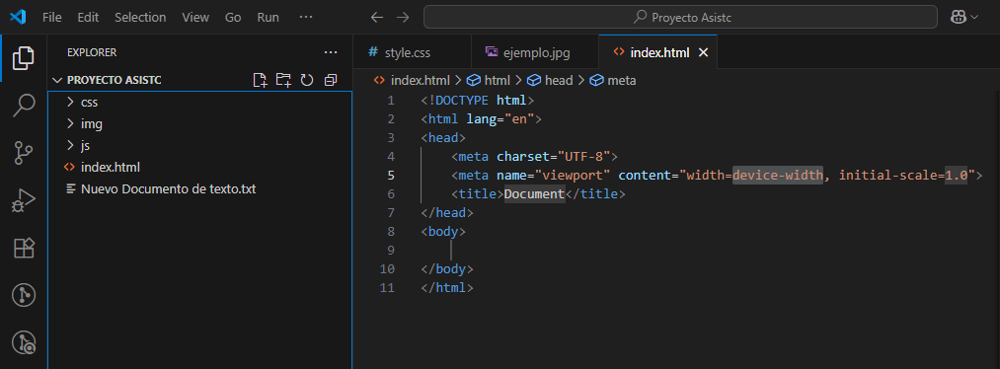 File Edit Selection View Go Run ··· Proyecto Asistc
EXPLORER ···
PROYECTO ASISTC
css
img
js
index.html
Nuevo Documento de texto.txt
# style.css ejemplo.jpg <> index.html
<> index.html > html > head > meta
1 <!DOCTYPE html>
2 <html lang="en">
3 <head>
4 <meta charset="UTF-8">
5 <meta name="viewport" content="width=device-width, initial-scale=1.0">
6 <title>Document</title>
7 </head>
8 <body>
9
10 </body>
11 </html>